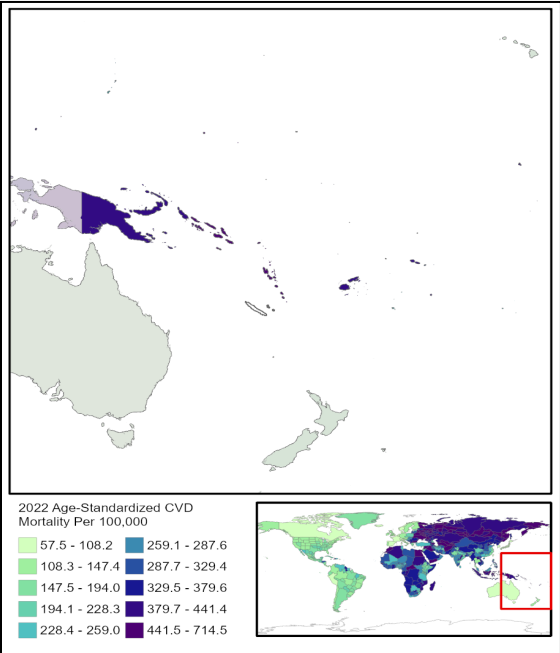 2022 Age-Standardized CVD
Mortality Per 100,000
57.5 - 108.2
108.3 - 147.4
147.5 - 194.0
194.1 - 228.3
228.4 - 259.0
259.1 - 287.6
287.7 - 329.4
329.5 - 379.6
379.7 - 441.4
441.5 - 714.5